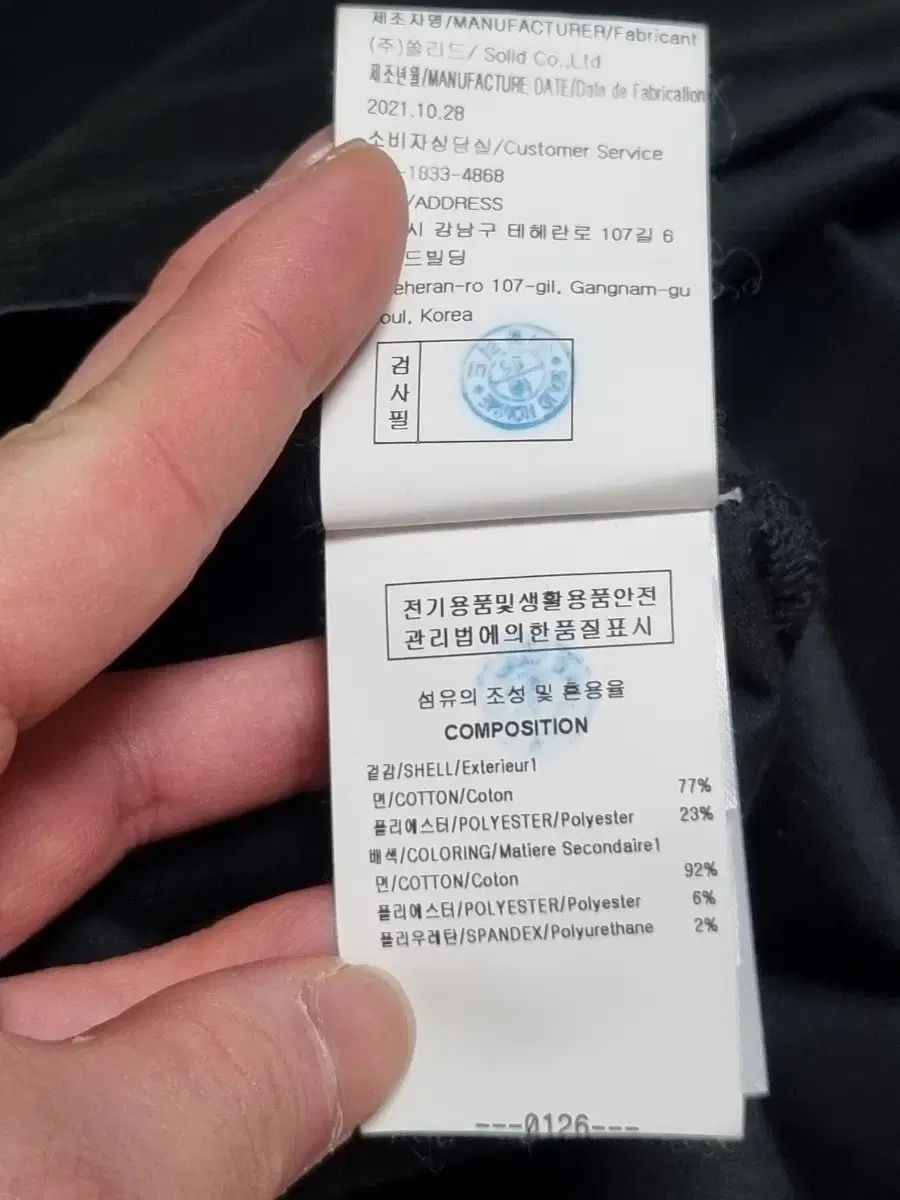 제조자명/MANUFACTURER/Fabricant
(주)쏠리드/ Solid Co.,Ltd
제조년월/MANUFACTURE DATE/Date de Fabrication
2021.10.28
소비자상담실/Customer Service
-1833-4868
/ADDRESS
시 강남구 테헤란로 107길 6
드빌딩
eheran-ro 107-gil, Gangnam-gu
oul, Korea
검사필
전기용품및생활용품안전
관리법에의한품질표시
섬유의 조성 및 혼용율
COMPOSITION
겉감/SHELL/Exterieur1
면/COTTON/Coton 77%
폴리에스터/POLYESTER/Polyester 23%
배색/COLORING/Matiere Secondaire1
면/COTTON/Coton 92%
폴리에스터/POLYESTER/Polyester 6%
폴리우레탄/SPANDEX/Polyurethane 2%
---0126---